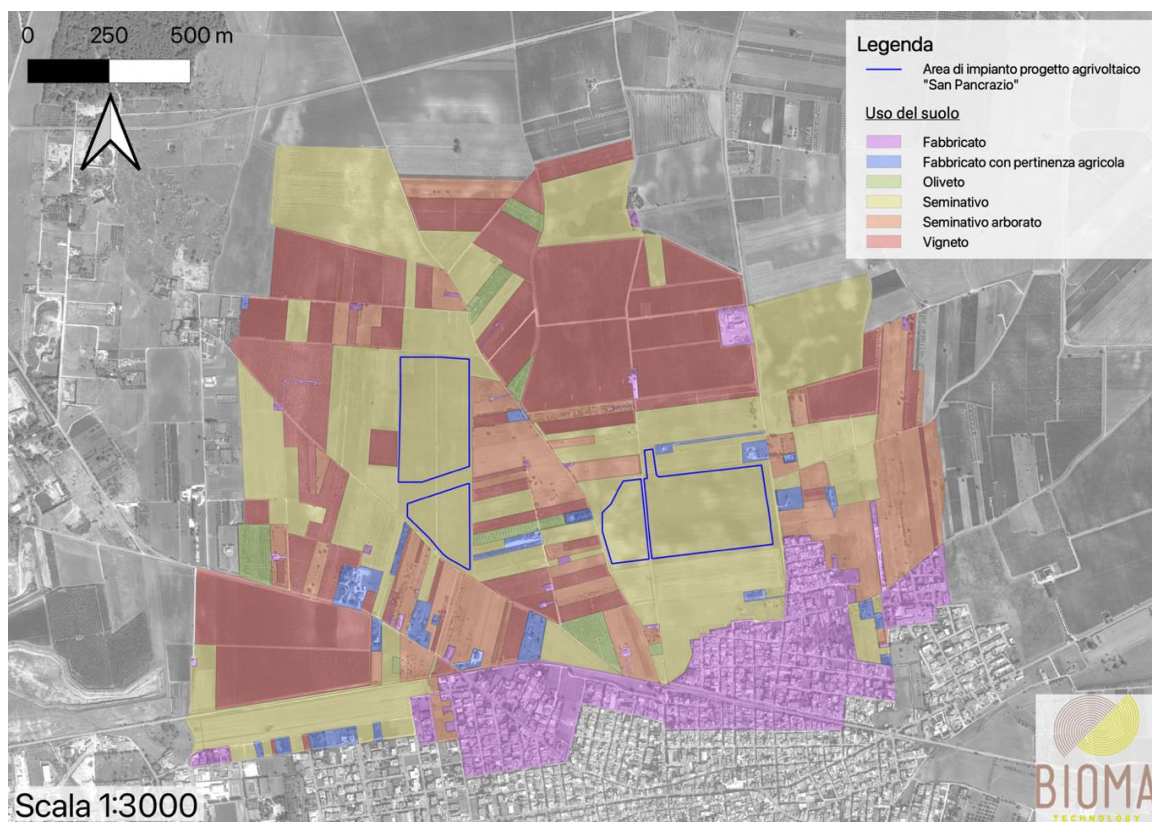 0 250 500 m
Legenda
Area di impianto progetto agrivoltaico
"San Pancrazio"
Uso del suolo
Fabbricato
Fabbricato con pertinenza agricola
Oliveto
Seminativo
Seminativo arborato
Vigneto
Scala 1:3000
BIOMA
TECHNOLOGY